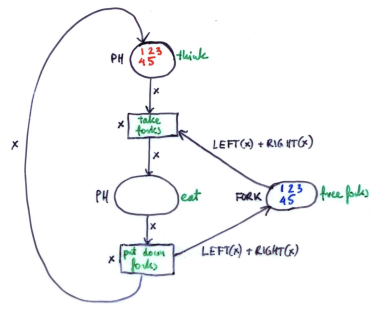 PH
1 2 3
4 5
think
x
x
take
forks
LEFT(x) + RIGHT(x)
x
x
PH
eat
FORK
1 2 3
4 5
free forks
x
x
put down
forks
LEFT(x) + RIGHT(x)